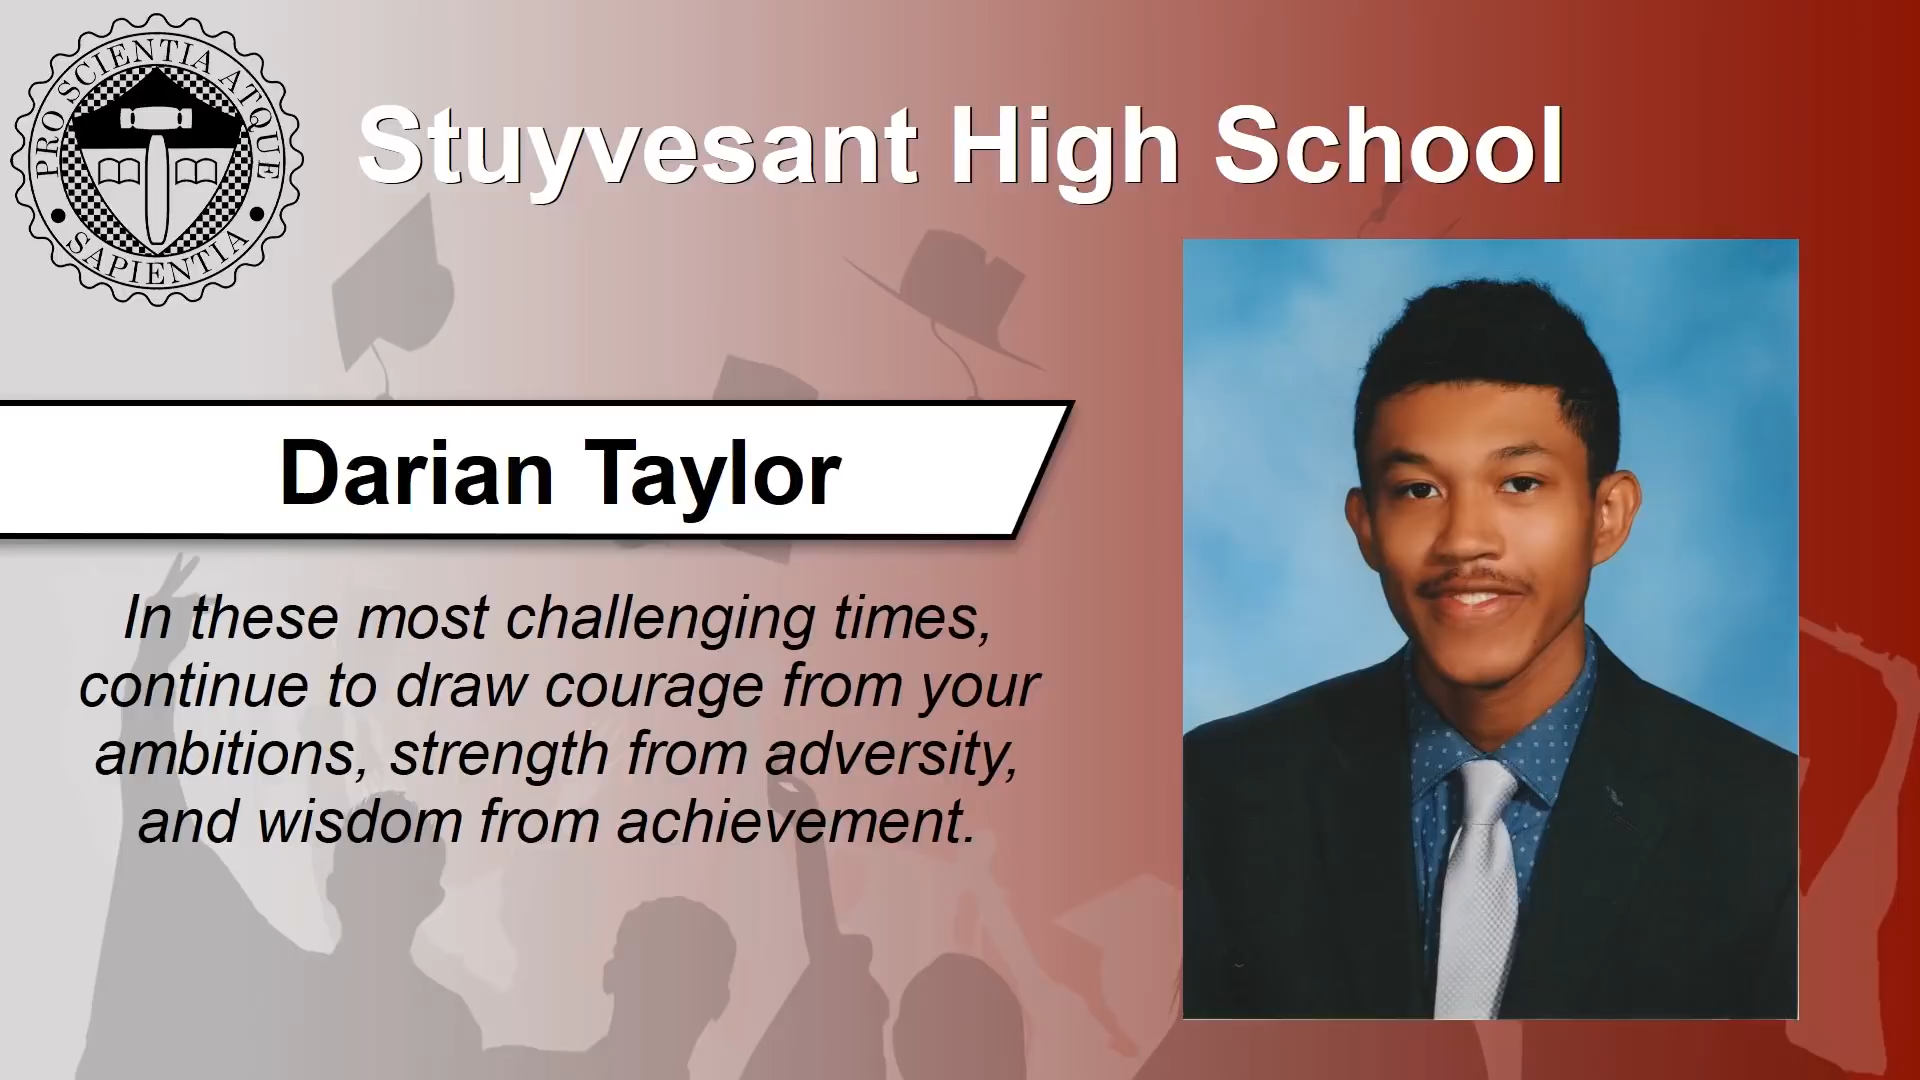 PRO SCIENTIA ATQUE
SAPIENTIA
Stuyvesant High School
Darian Taylor
In these most challenging times,
continue to draw courage from your
ambitions, strength from adversity,
and wisdom from achievement.